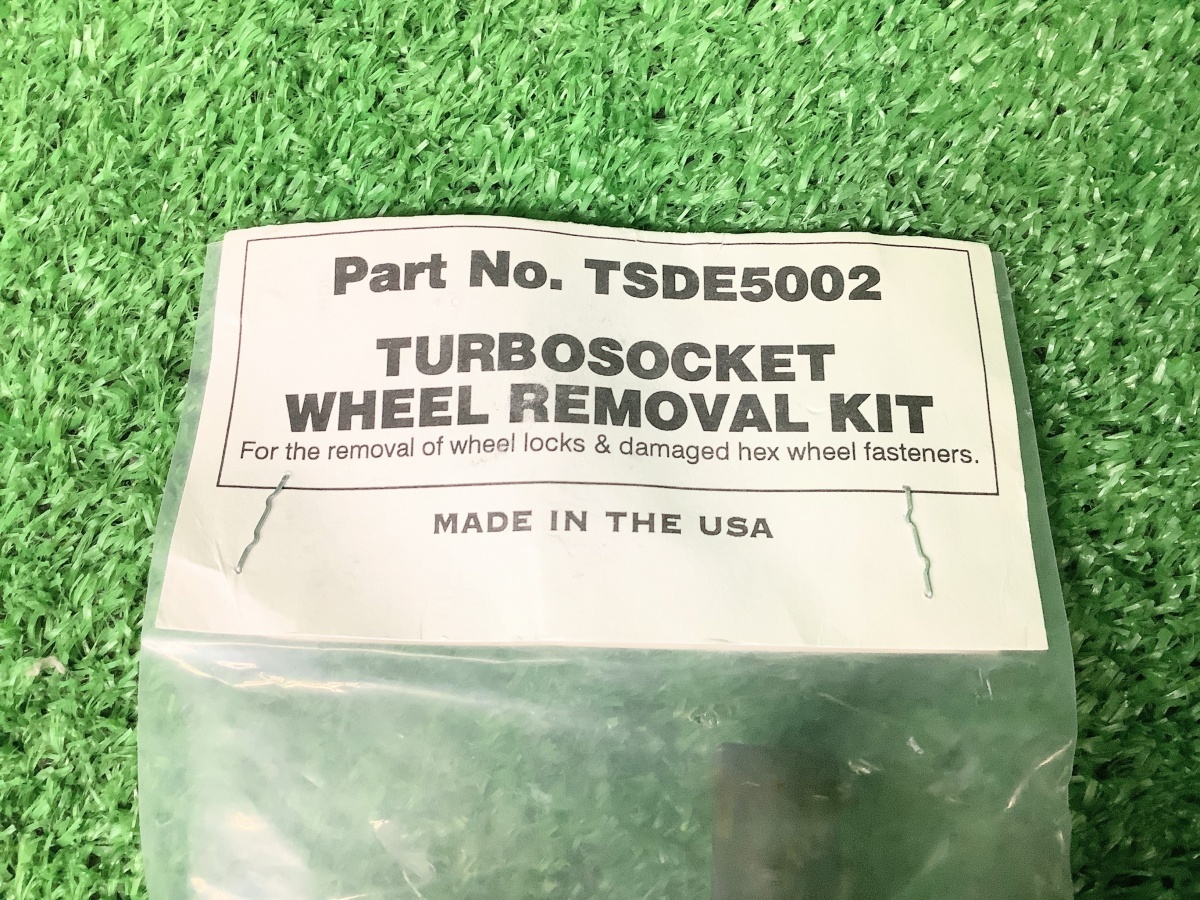 Part No. TSDE5002
TURBOSOCKET
WHEEL REMOVAL KIT
For the removal of wheel locks & damaged hex wheel fasteners.
MADE IN THE USA